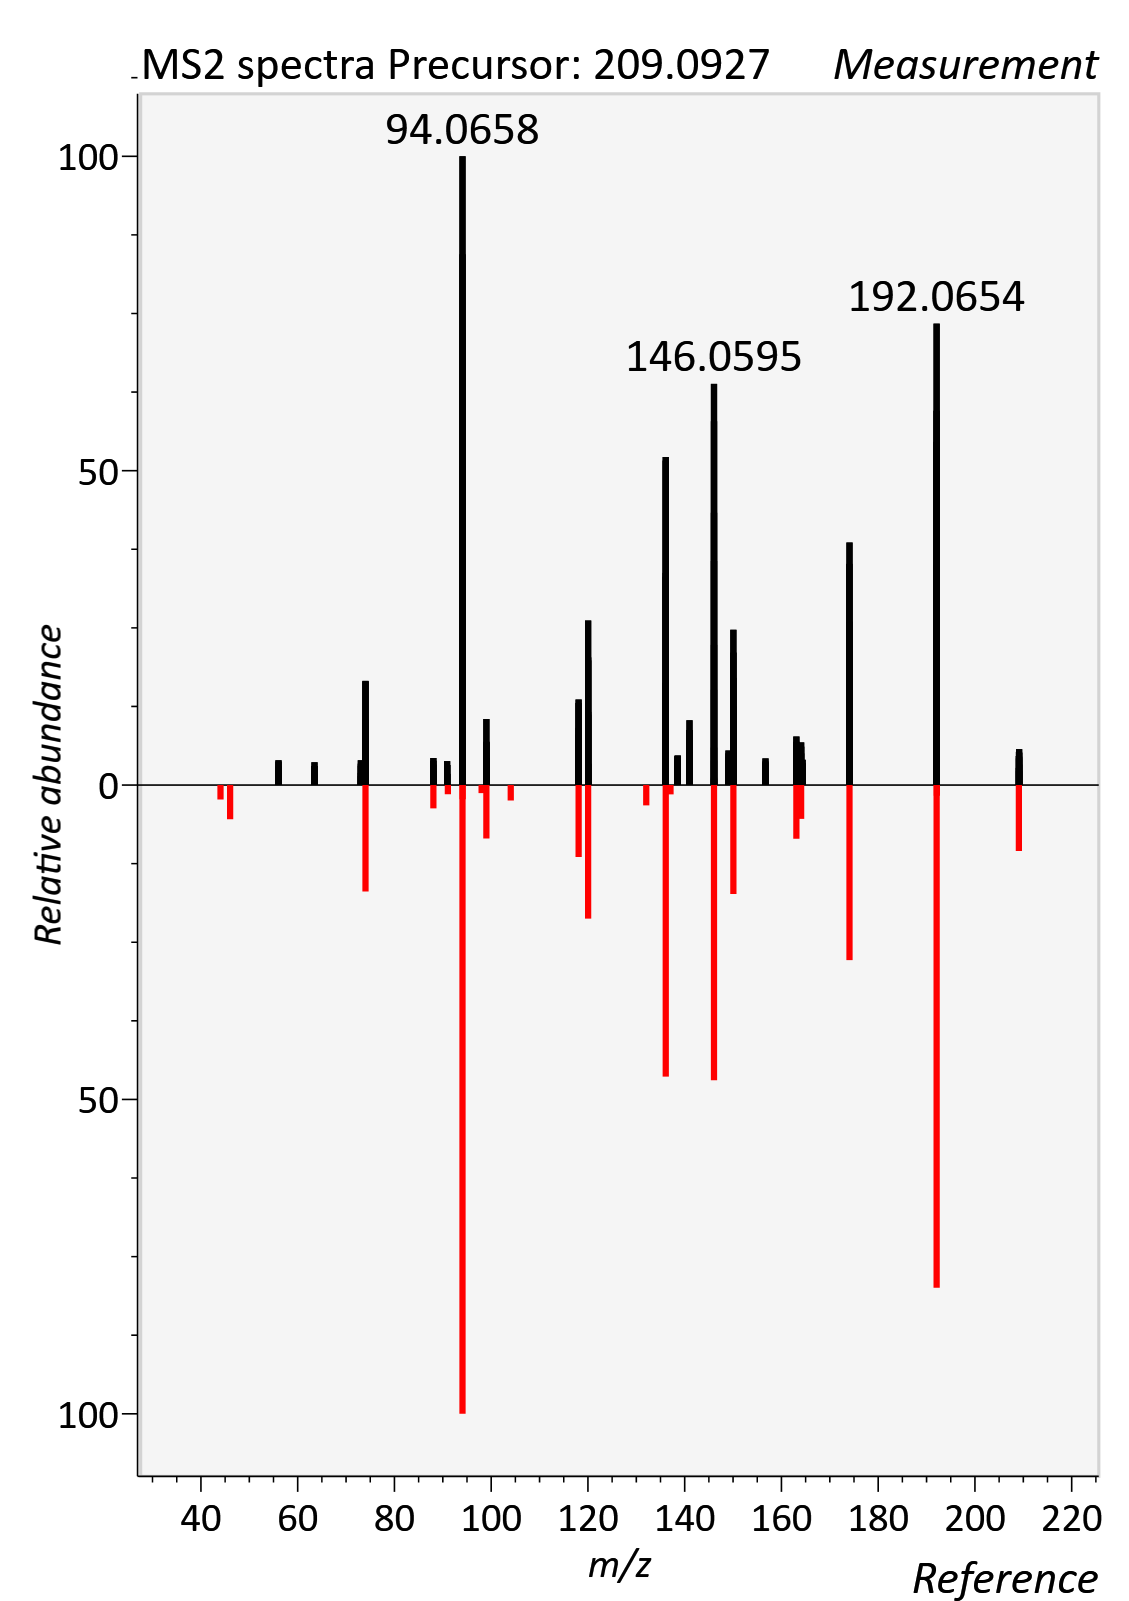 MS2 spectra Precursor: 209.0927 Measurement
94.0658
100
192.0654
146.0595
50
0
Relative abundance
50
100
40 60 80 100 120 140 160 180 200 220
m/z
Reference